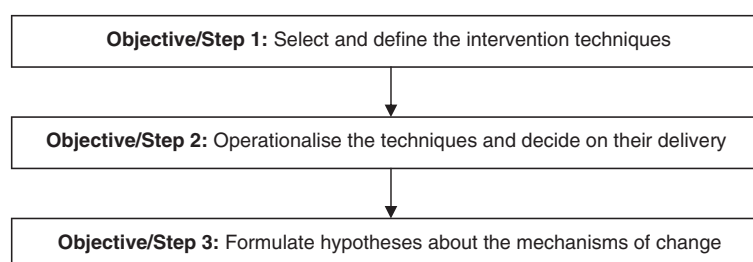 Objective/Step 1: Select and define the intervention techniques
Objective/Step 2: Operationalise the techniques and decide on their delivery
Objective/Step 3: Formulate hypotheses about the mechanisms of change